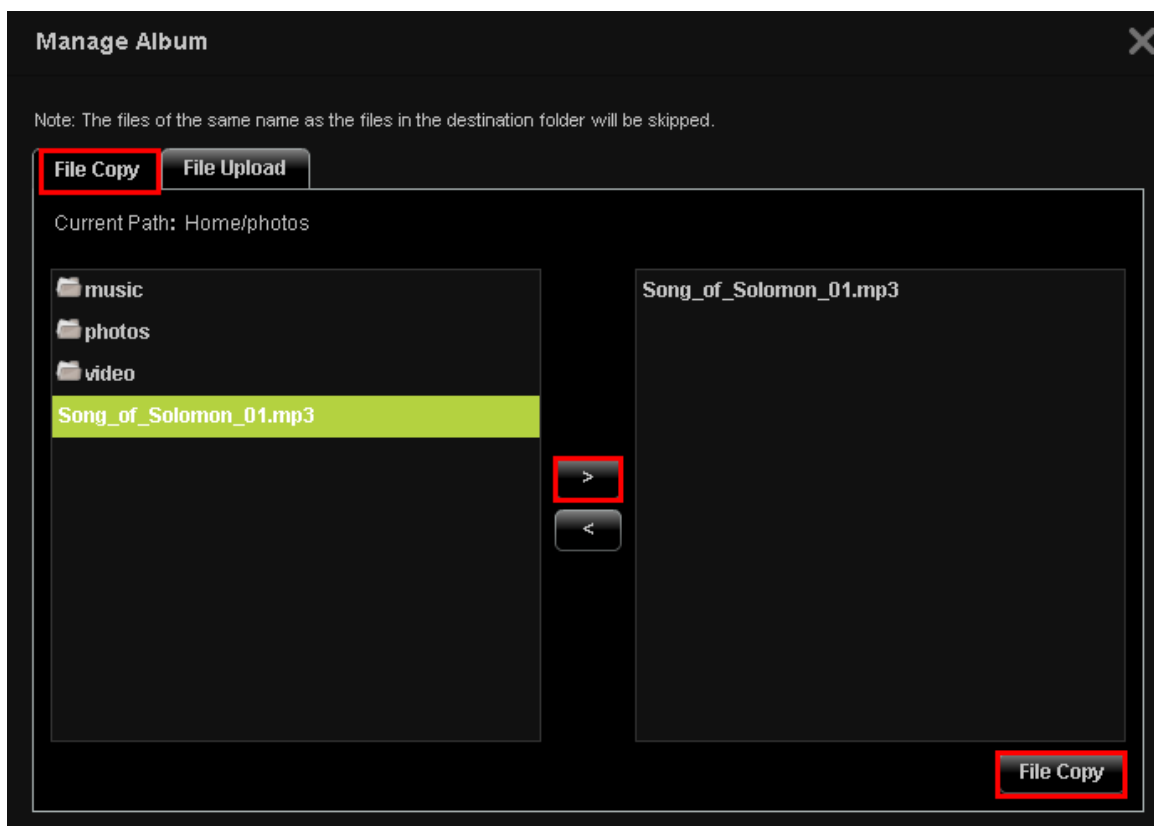 Manage Album
Note: The files of the same name as the files in the destination folder will be skipped.
File Copy
File Upload
Current Path: Home/photos
music
photos
video
Song_of_Solomon_01.mp3
>
<
Song_of_Solomon_01.mp3
File Copy